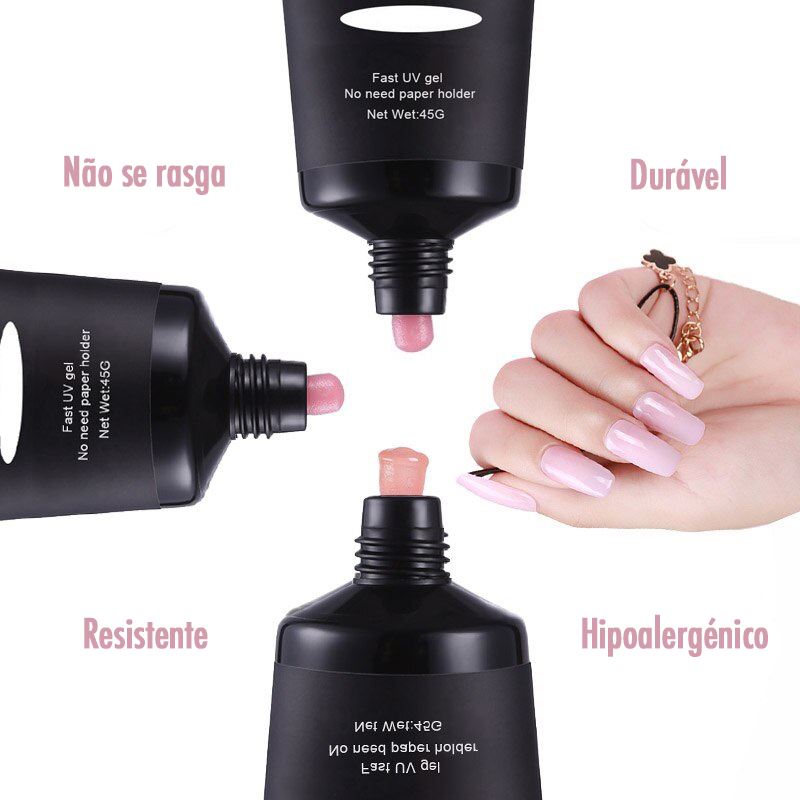 Fast UV gel
No need paper holder
Net Wet:45G
Não se rasga
Durável
Fast UV gel
No need paper holder
Net Wet:45G
Resistente
Hipoalergénico
Net Wet:45G
No need paper holder
Fast UV gel